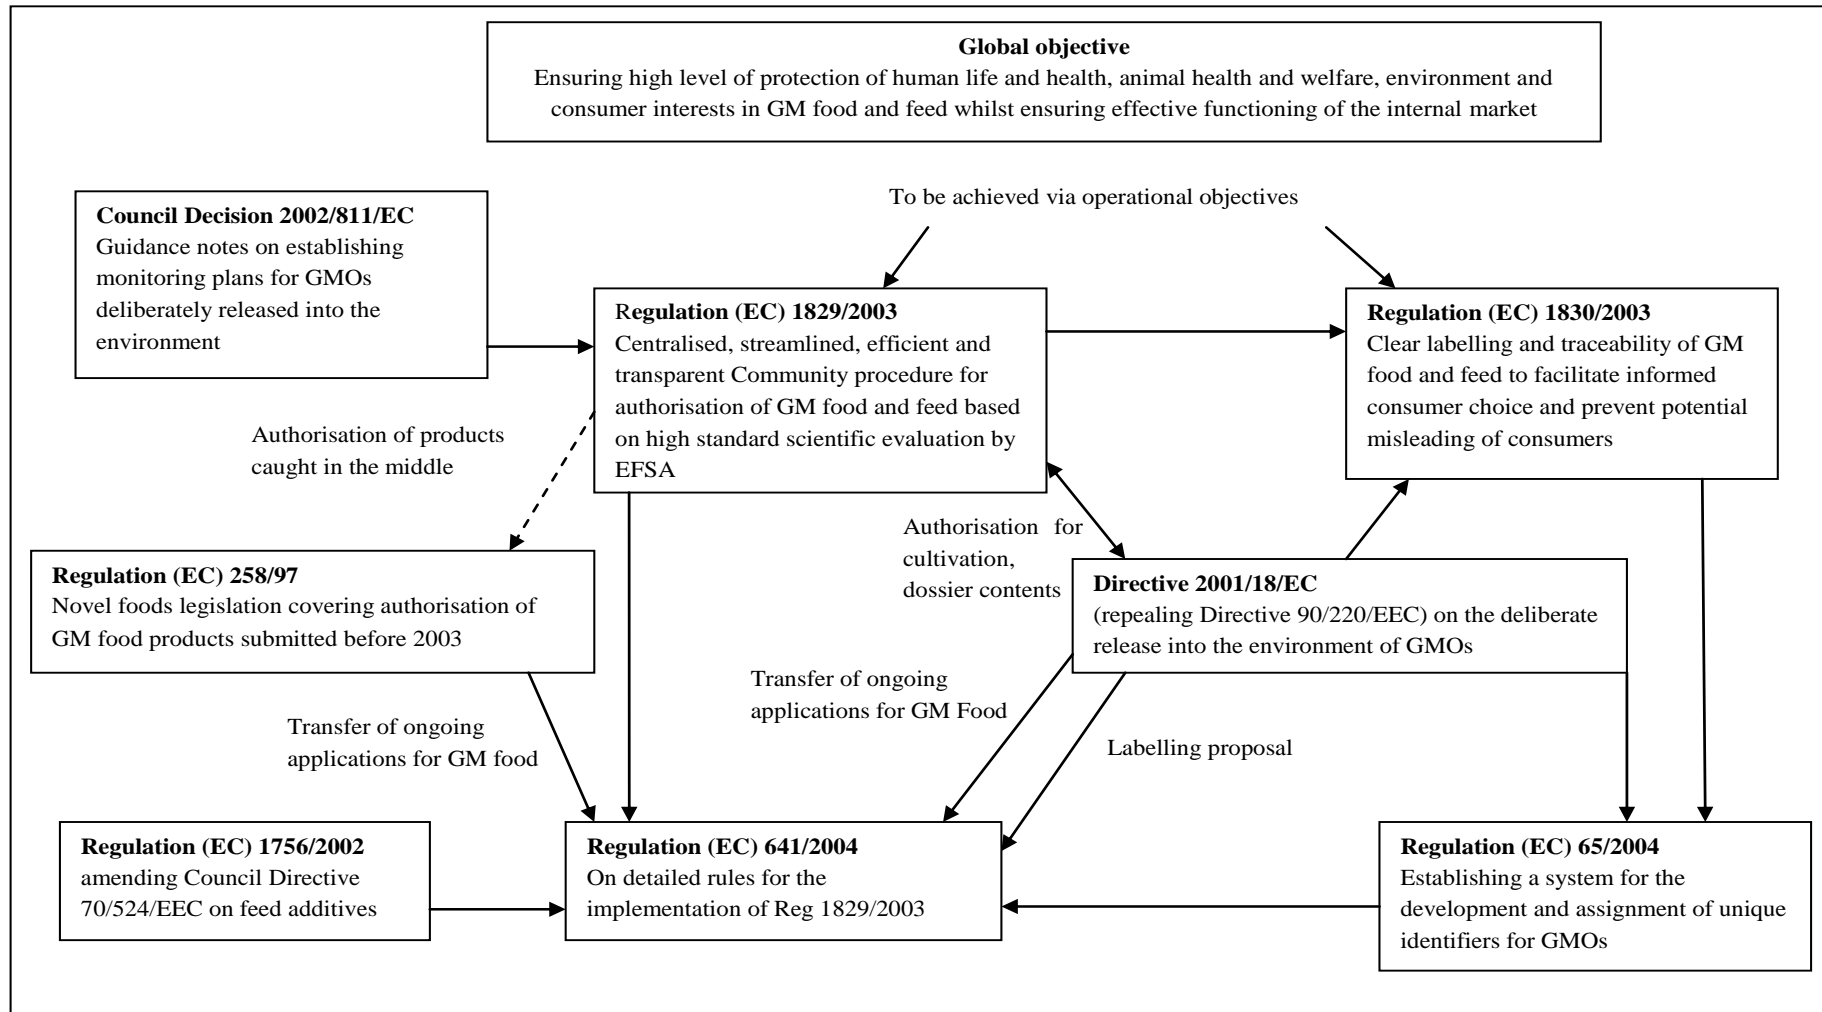 Global objective
Ensuring high level of protection of human life and health, animal health and welfare, environment and
consumer interests in GM food and feed whilst ensuring effective functioning of the internal market
To be achieved via operational objectives
Council Decision 2002/811/EC
Guidance notes on establishing
monitoring plans for GMOs
deliberately released into the
environment
Regulation (EC) 1829/2003
Centralised, streamlined, efficient and
transparent Community procedure for
authorisation of GM food and feed based
on high standard scientific evaluation by
EFSA
Regulation (EC) 1830/2003
Clear labelling and traceability of GM
food and feed to facilitate informed
consumer choice and prevent potential
misleading of consumers
Authorisation of products
caught in the middle
Authorisation for
cultivation,
dossier contents
Regulation (EC) 258/97
Novel foods legislation covering authorisation of
GM food products submitted before 2003
Directive 2001/18/EC
(repealing Directive 90/220/EEC) on the deliberate
release into the environment of GMOs
Transfer of ongoing
applications for GM food
Transfer of ongoing
applications for GM Food
Labelling proposal
Regulation (EC) 1756/2002
amending Council Directive
70/524/EEC on feed additives
Regulation (EC) 641/2004
On detailed rules for the
implementation of Reg 1829/2003
Regulation (EC) 65/2004
Establishing a system for the
development and assignment of unique
identifiers for GMOs